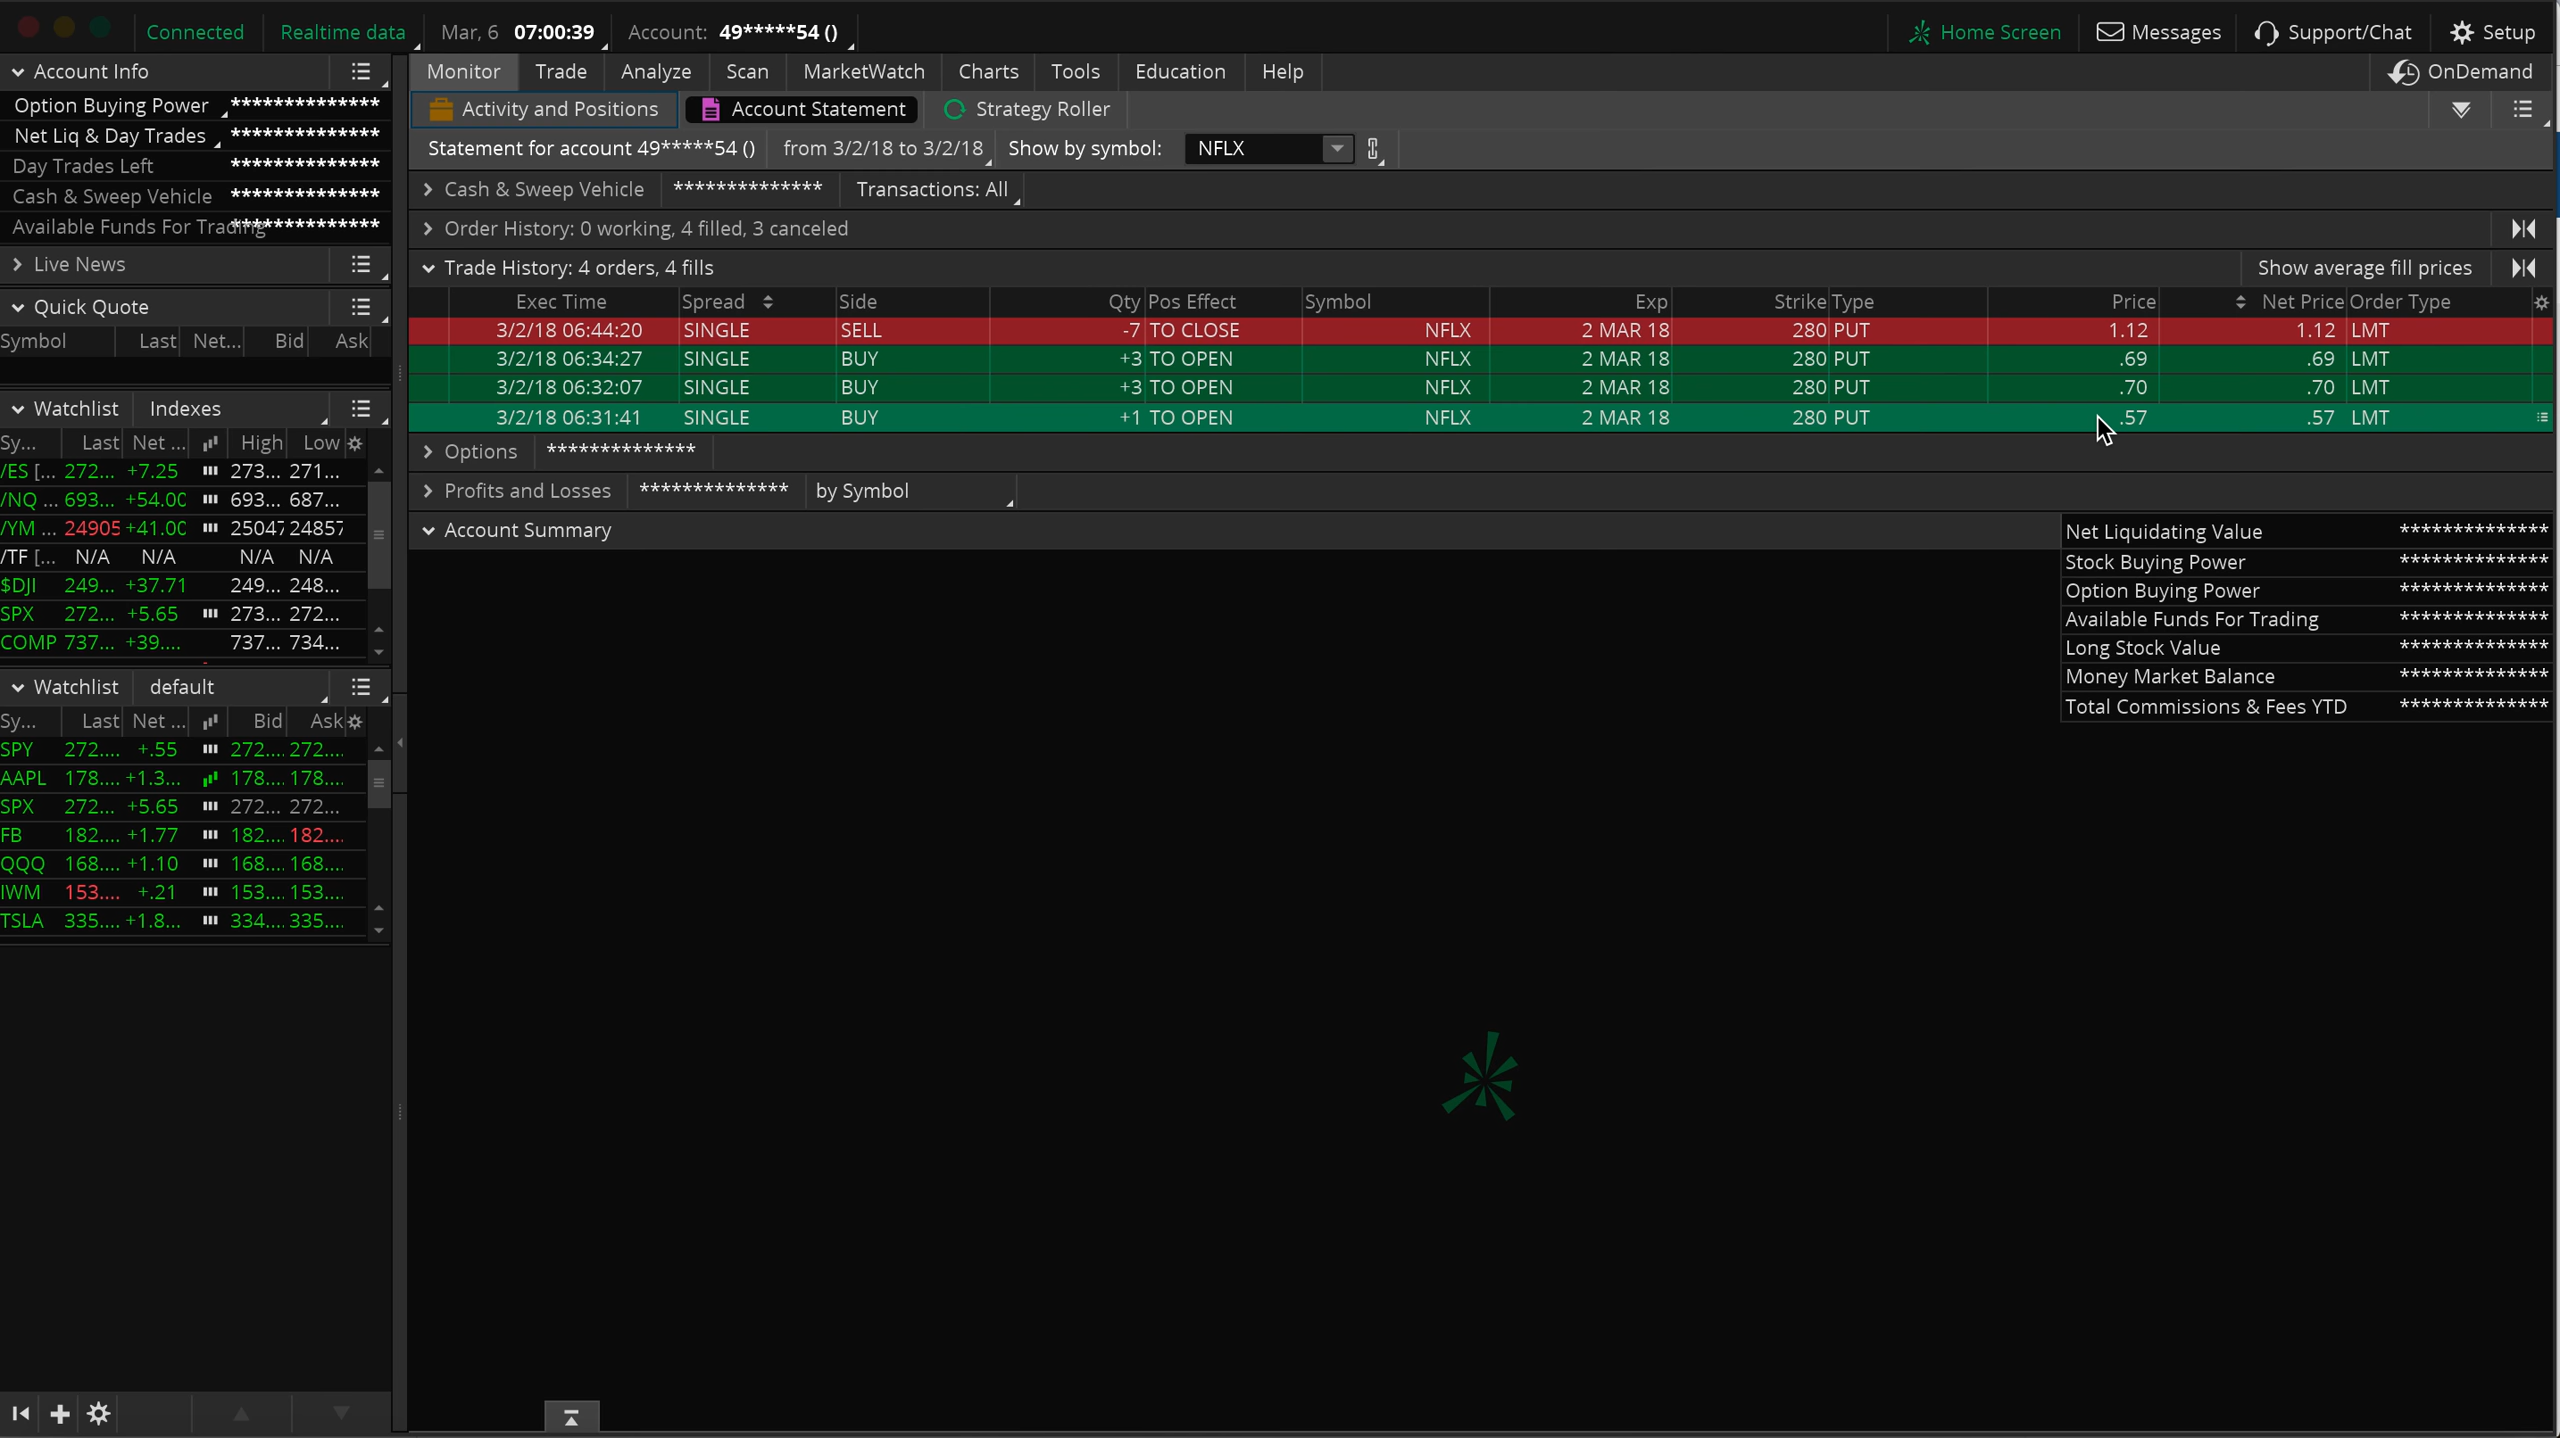 Connected Realtime data Mar, 6 07:00:39 Account: 49*****54 () Home Screen Messages Support/Chat Setup
Account Info
Option Buying Power **************
Net Liq & Day Trades **************
Day Trades Left **************
Cash & Sweep Vehicle **************
Available Funds For Trading **************
Live News
Quick Quote
Symbol Last Net... Bid Ask
Watchlist Indexes
Sy... Last Net ... High Low
/ES [... 272... +7.25 273... 271...
/NQ ... 693... +54.00 693... 687...
/YM ... 24905 +41.00 25047 24857
/TF [... N/A N/A N/A N/A
$DJI 249... +37.71 249... 248...
SPX 272... +5.65 273... 272...
COMP 737... +39.... 737... 734...
Watchlist default
Sy... Last Net ... Bid Ask
SPY 272.... +.55 272.... 272....
AAPL 178.... +1.3... 178.... 178....
SPX 272... +5.65 272... 272...
FB 182.... +1.77 182.... 182....
QQQ 168.... +1.10 168.... 168....
IWM 153.... +.21 153.... 153....
TSLA 335.... +1.8... 334.... 335....
Monitor Trade Analyze Scan MarketWatch Charts Tools Education Help OnDemand
Activity and Positions Account Statement Strategy Roller
Statement for account 49*****54 () from 3/2/18 to 3/2/18 Show by symbol: NFLX
Cash & Sweep Vehicle ************** Transactions: All
Order History: 0 working, 4 filled, 3 canceled
Trade History: 4 orders, 4 fills Show average fill prices
Exec Time Spread Side Qty Pos Effect Symbol Exp Strike Type Price Net Price Order Type
3/2/18 06:44:20 SINGLE SELL -7 TO CLOSE NFLX 2 MAR 18 280 PUT 1.12 1.12 LMT
3/2/18 06:34:27 SINGLE BUY +3 TO OPEN NFLX 2 MAR 18 280 PUT .69 .69 LMT
3/2/18 06:32:07 SINGLE BUY +3 TO OPEN NFLX 2 MAR 18 280 PUT .70 .70 LMT
3/2/18 06:31:41 SINGLE BUY +1 TO OPEN NFLX 2 MAR 18 280 PUT .57 .57 LMT
Options **************
Profits and Losses ************** by Symbol
Account Summary
Net Liquidating Value **************
Stock Buying Power **************
Option Buying Power **************
Available Funds For Trading **************
Long Stock Value **************
Money Market Balance **************
Total Commissions & Fees YTD **************